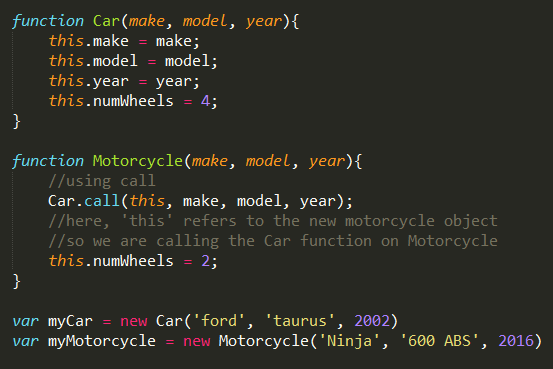 function Car(make, model, year){
    this.make = make;
    this.model = model;
    this.year = year;
    this.numWheels = 4;
}

function Motorcycle(make, model, year){
    //using call
    Car.call(this, make, model, year);
    //here, 'this' refers to the new motorcycle object
    //so we are calling the Car function on Motorcycle
    this.numWheels = 2;
}

var myCar = new Car('ford', 'taurus', 2002)
var myMotorcycle = new Motorcycle('Ninja', '600 ABS', 2016)